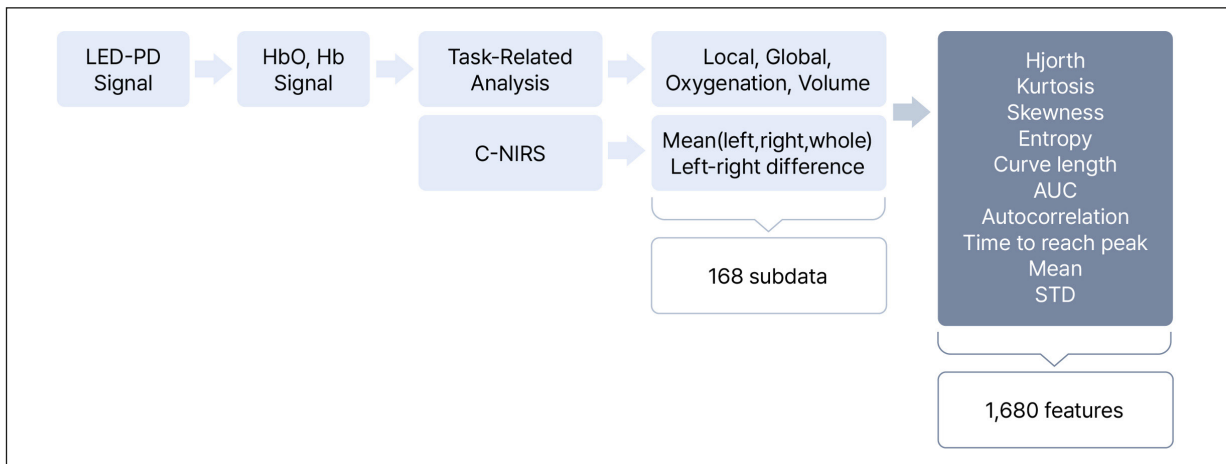 LED-PD
Signal
HbO, Hb
Signal
Task-Related
Analysis
Local, Global,
Oxygenation, Volume
C-NIRS
Mean(left,right,whole)
Left-right difference
168 subdata
Hjorth
Kurtosis
Skewness
Entropy
Curve length
AUC
Autocorrelation
Time to reach peak
Mean
STD
1,680 features